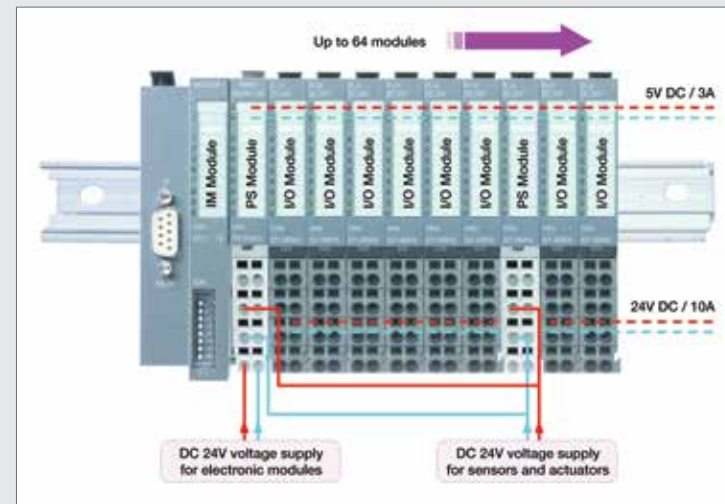 Up to 64 modules
5V DC / 3A
IM Module
PS Module
I/O Module
I/O Module
I/O Module
I/O Module
I/O Module
I/O Module
I/O Module
PS Module
I/O Module
I/O Module
24V DC / 10A
DC 24V voltage supply
for electronic modules
DC 24V voltage supply
for sensors and actuators